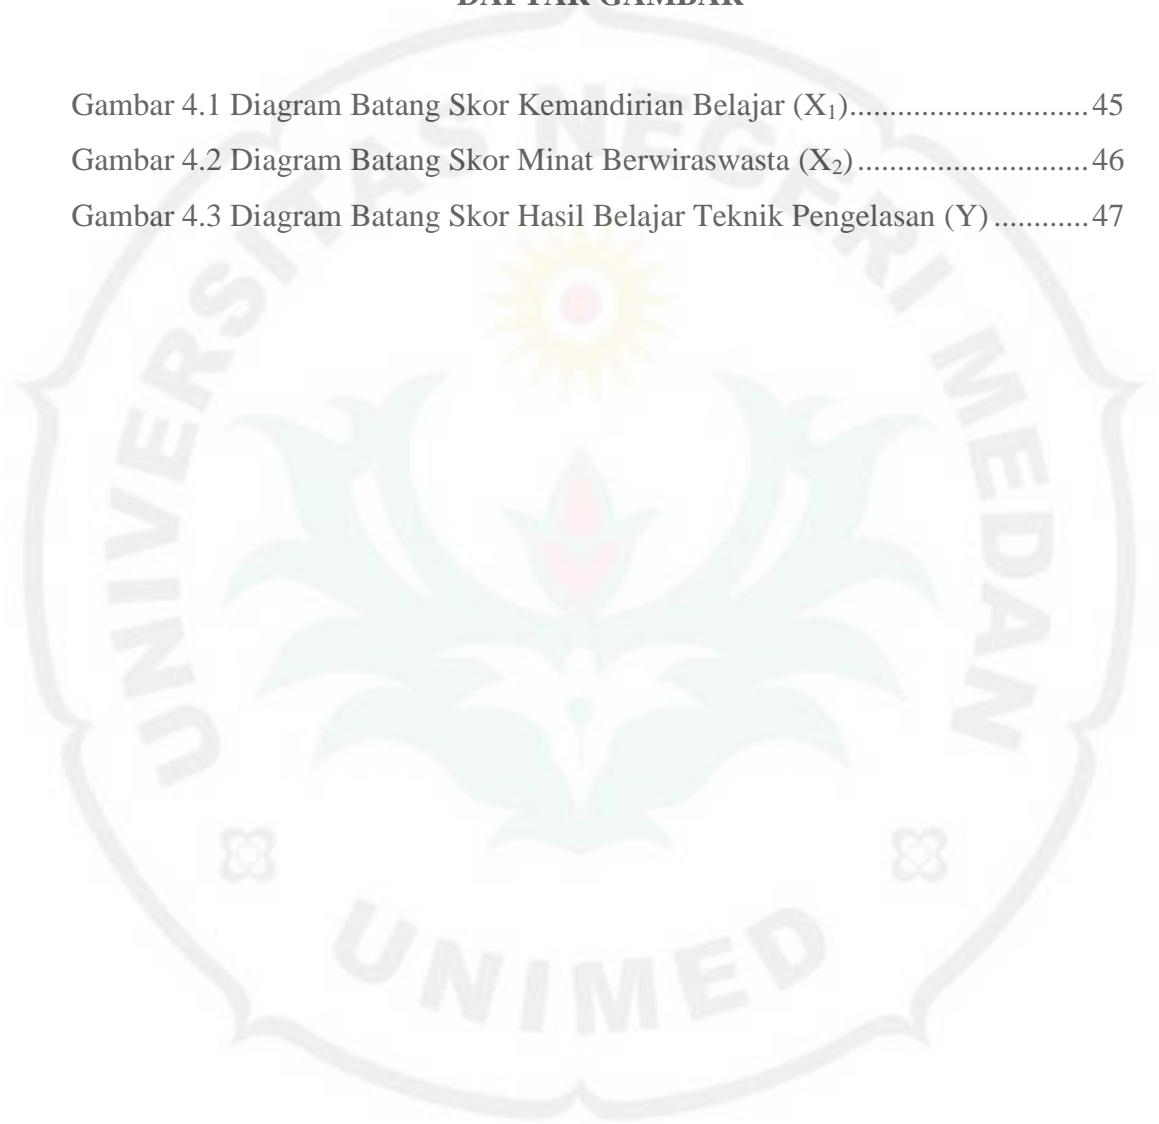 DAFTAR GAMBAR
Gambar 4.1 Diagram Batang Skor Kemandirian Belajar (X₁).............................45
Gambar 4.2 Diagram Batang Skor Minat Berwiraswasta (X₂)............................46
Gambar 4.3 Diagram Batang Skor Hasil Belajar Teknik Pengelasan (Y)............47
UNIVERSITAS NEGERI MEDAN
UNIMED